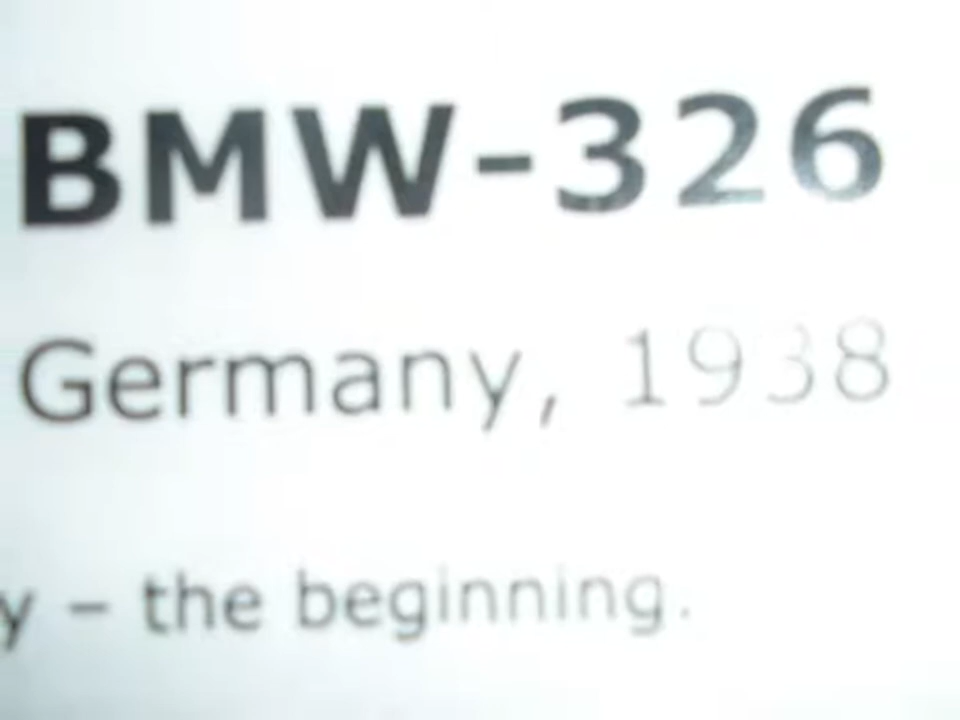 BMW-326
Germany, 1938
y – the beginning.